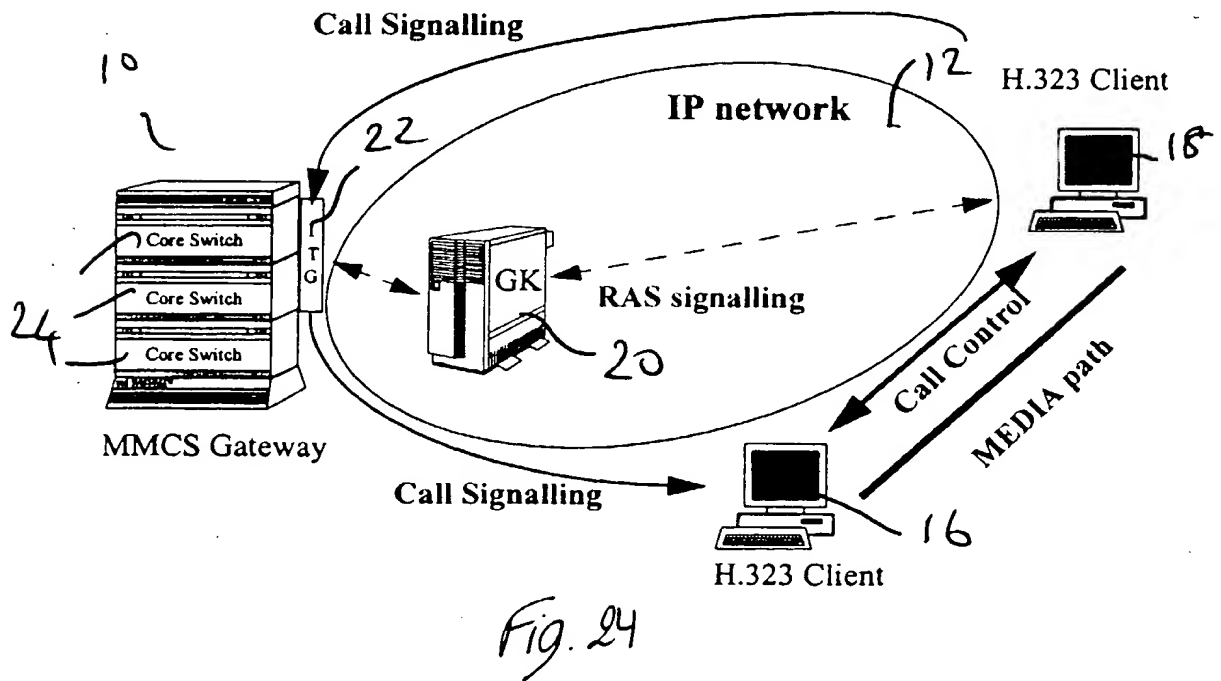 Call Signalling
10
12
H.323 Client
IP network
22
18
ITG
Core Switch
Core Switch
Core Switch
24
GK
RAS signalling
20
Call Control
MEDIA path
MMCS Gateway
Call Signalling
16
H.323 Client
Fig. 24